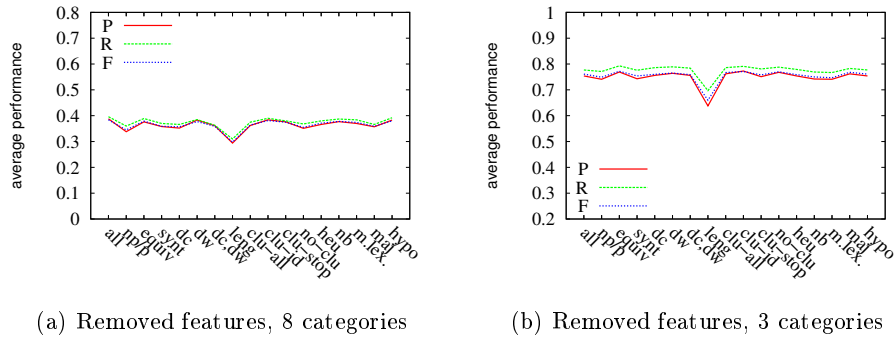 0.8
0.7
0.6
0.5
0.4
0.3
0.2
0.1
0
average performance
P
R
F
all
np/p
equiv
synt
dc
dw
dc,dw
leng
clu-all
clu-id
clu-stop
no-clu
heu
nb
m.lex.
maj
hypo
(a) Removed features, 8 categories
1
0.9
0.8
0.7
0.6
0.5
0.4
0.3
0.2
average performance
P
R
F
all
np/p
equiv
synt
dc
dw
dc,dw
leng
clu-all
clu-id
clu-stop
no-clu
heu
nb
m.lex.
maj
hypo
(b) Removed features, 3 categories